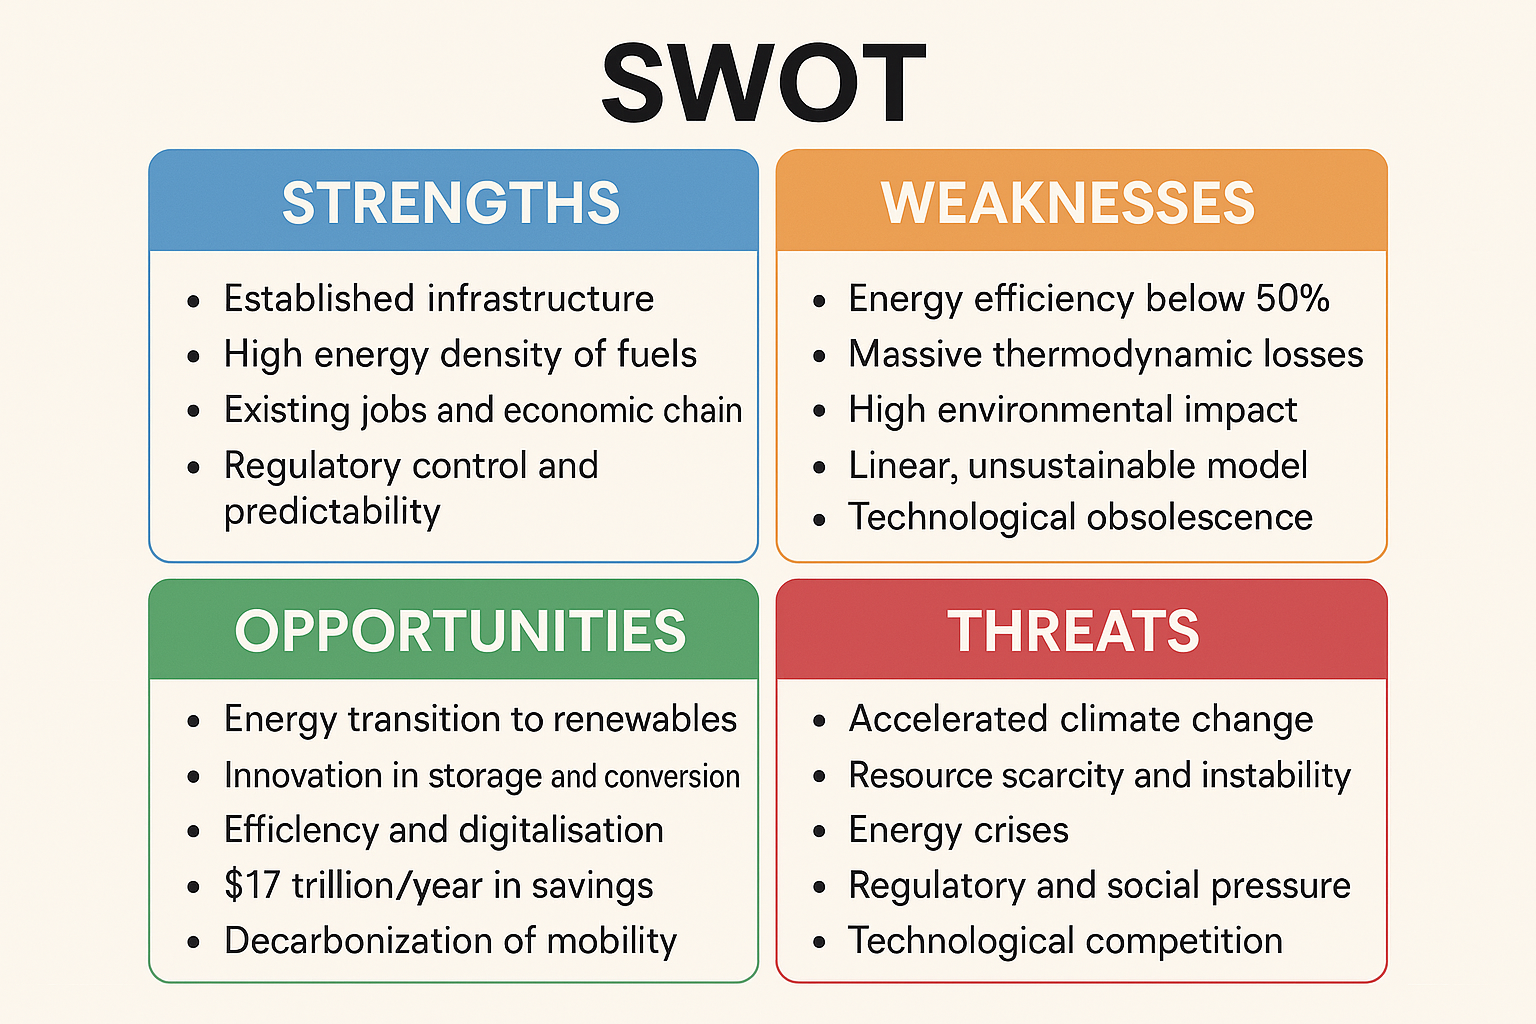 SWOT
STRENGTHS
• Established infrastructure
• High energy density of fuels
• Existing jobs and economic chain
• Regulatory control and
predictability
WEAKNESSES
• Energy efficiency below 50%
• Massive thermodynamic losses
• High environmental impact
• Linear, unsustainable model
• Technological obsolescence
OPPORTUNITIES
• Energy transition to renewables
• Innovation in storage and conversion
• Efficlency and digitalisation
• $17 trillion/year in savings
• Decarbonization of mobility
THREATS
• Accelerated climate change
• Resource scarcity and instability
• Energy crises
• Regulatory and social pressure
• Technological competition